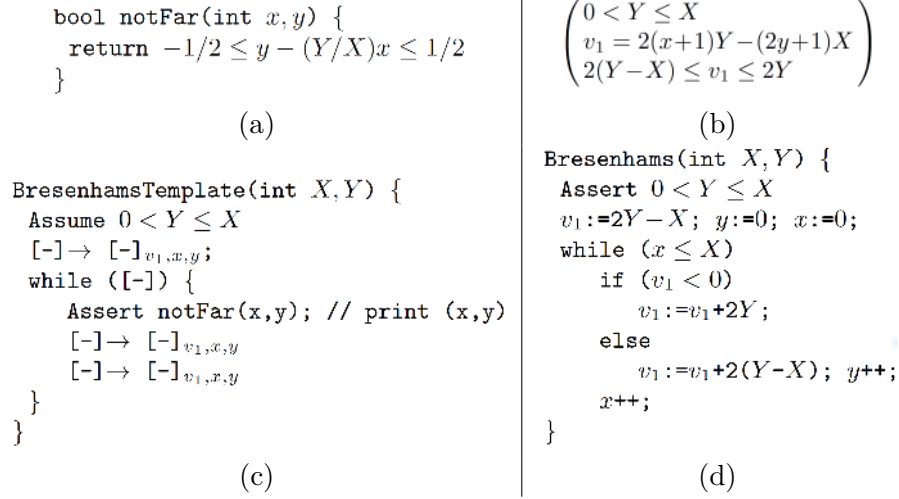 bool notFar(int x,y) {
return −1/2 ≤ y − (Y/X)x ≤ 1/2
}
(a)
0 < Y ≤ X
v₁ = 2(x+1)Y−(2y+1)X
2(Y−X) ≤ v₁ ≤ 2Y
(b)
BresenhamsTemplate(int X,Y) {
Assume 0 < Y ≤ X
[-]→ [-]v₁,x,y;
while ([-]) {
Assert notFar(x,y); // print (x,y)
[-]→ [-]v₁,x,y
[-]→ [-]v₁,x,y
}
}
(c)
Bresenhams(int X,Y) {
Assert 0 < Y ≤ X
v₁:=2Y−X; y:=0; x:=0;
while (x ≤ X)
if (v₁ < 0)
v₁:=v₁+2Y;
else
v₁:=v₁+2(Y−X); y++;
x++;
}
(d)